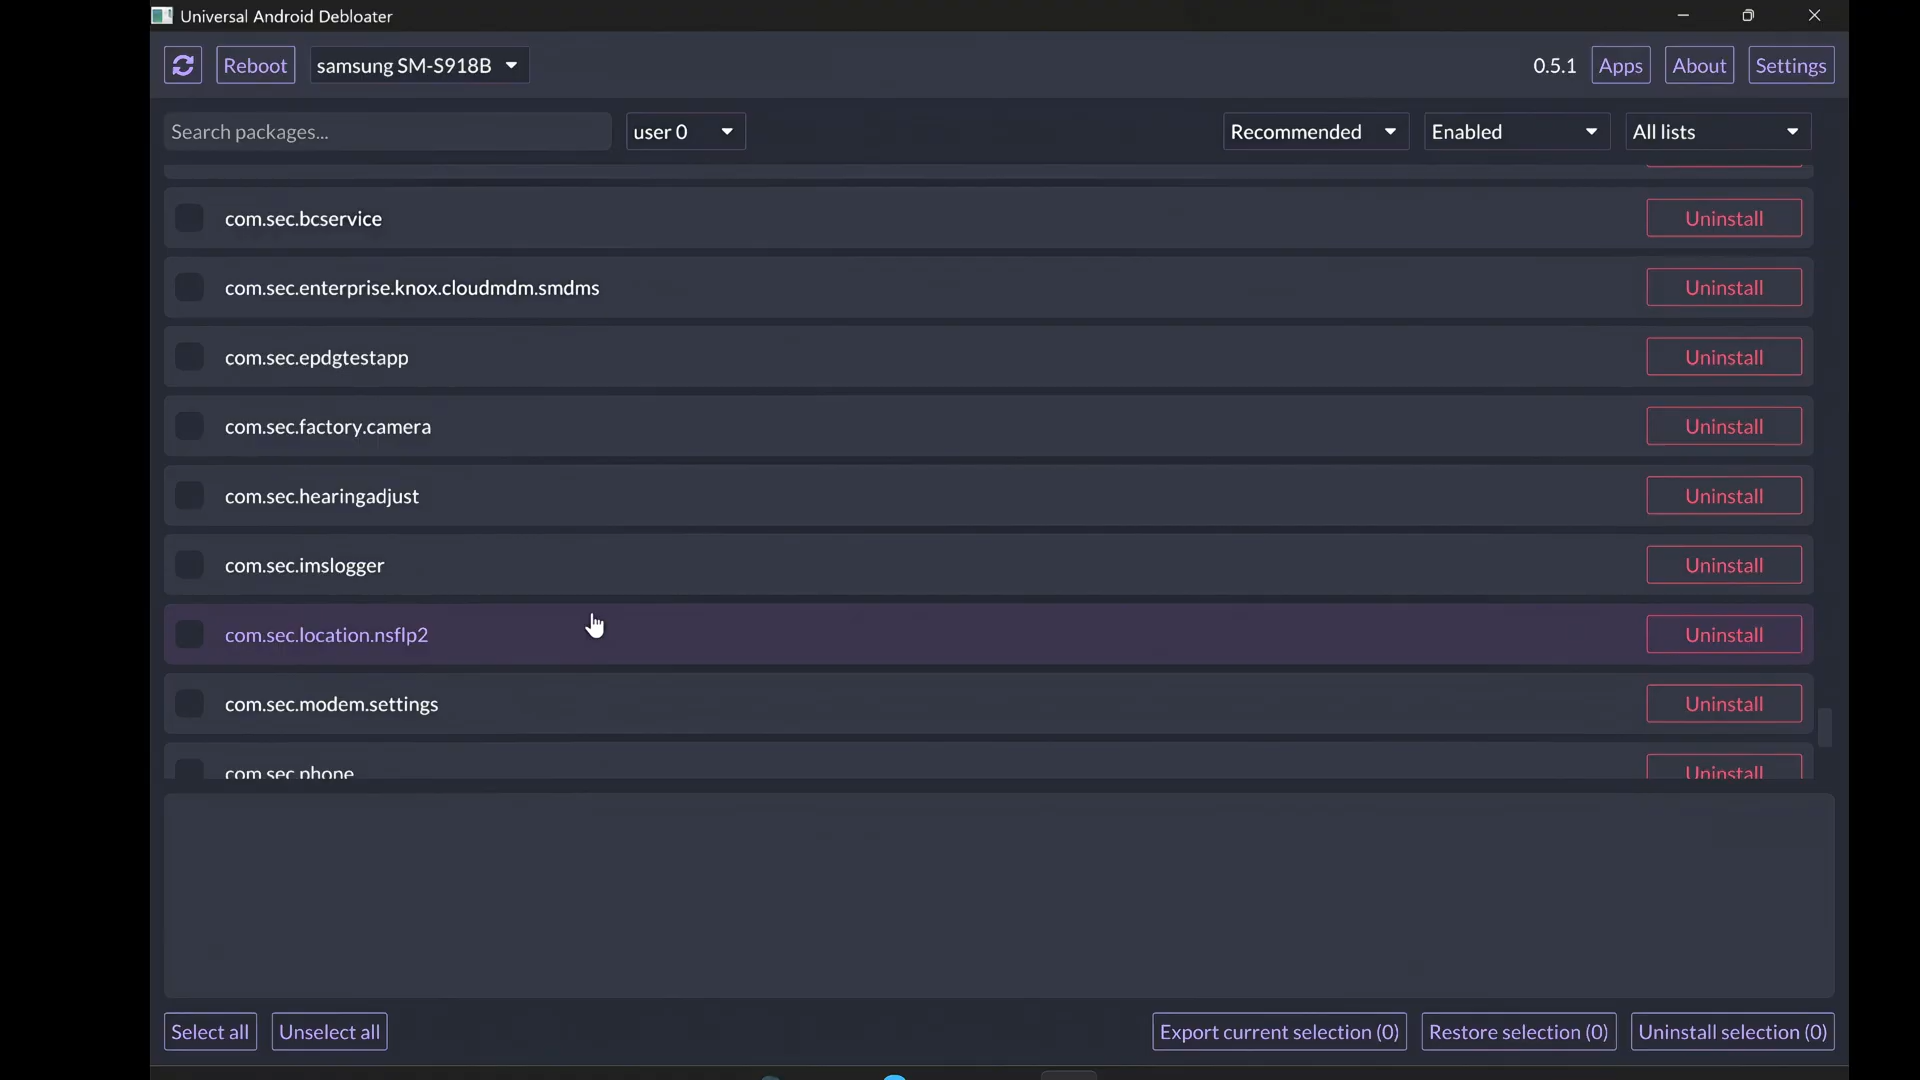 Universal Android Debloater
Reboot
samsung SM-S918B
0.5.1
Apps
About
Settings
Search packages...
user 0
Recommended
Enabled
All lists
com.sec.bcservice
Uninstall
com.sec.enterprise.knox.cloudmdm.smdms
Uninstall
com.sec.epdgtestapp
Uninstall
com.sec.factory.camera
Uninstall
com.sec.hearingadjust
Uninstall
com.sec.imslogger
Uninstall
com.sec.location.nsflp2
Uninstall
com.sec.modem.settings
Uninstall
com.sec.phone
Uninstall
Select all
Unselect all
Export current selection (0)
Restore selection (0)
Uninstall selection (0)